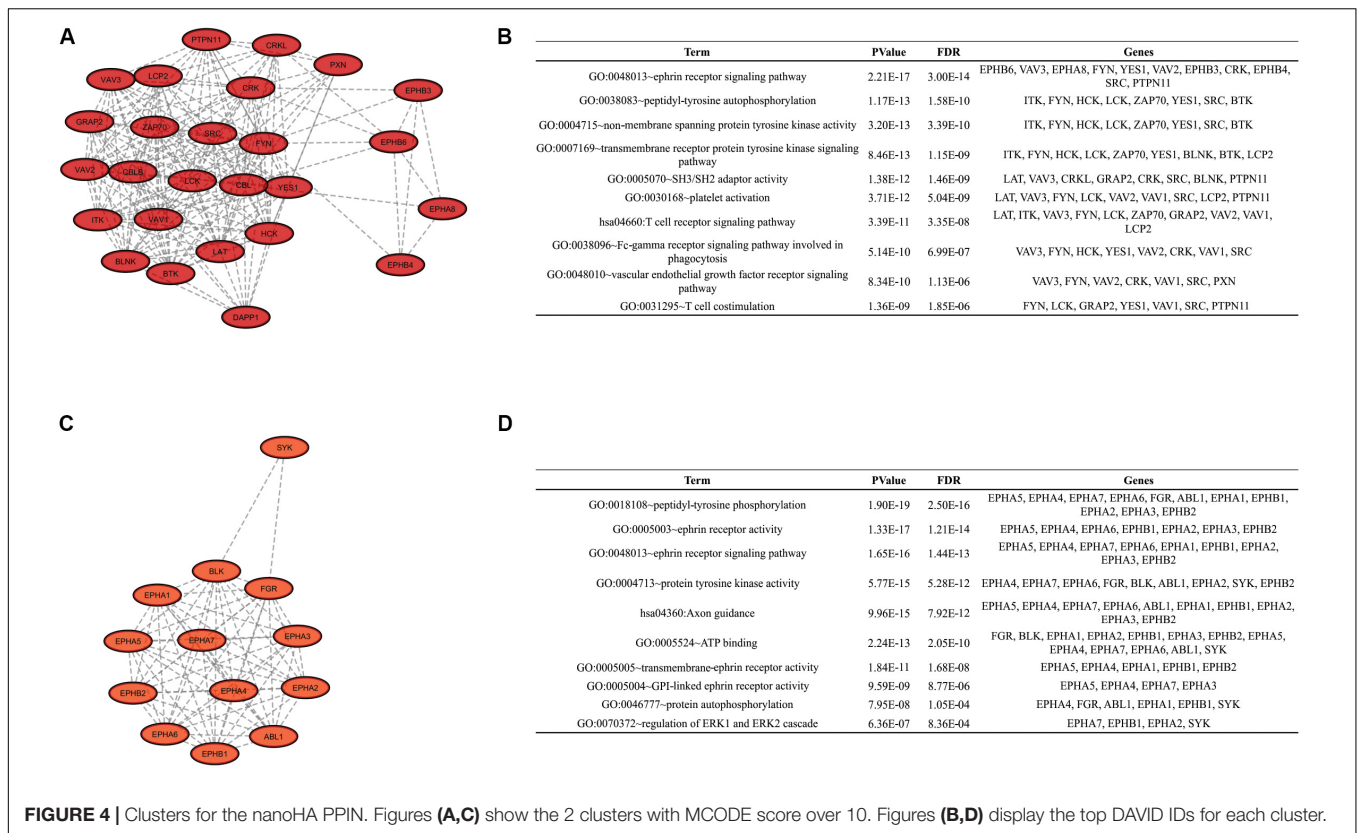 A
PTPN11
CRKL
PXN
VAV3
LCP2
CRK
EPHB3
GRAP2
ZAP70
SRC
FYN
EPHB6
VAV2
CBLB
LCK
CBL
YES1
EPHA8
ITK
VAV1
HCK
LAT
EPHB4
BLNK
BTK
DAPP1
B
Term PValue FDR Genes
GO:0048013~ephrin receptor signaling pathway 2.21E-17 3.00E-14 EPHB6, VAV3, EPHA8, FYN, YES1, VAV2, EPHB3, CRK, EPHB4,
SRC, PTPN11
GO:0038083~peptidyl-tyrosine autophosphorylation 1.17E-13 1.58E-10 ITK, FYN, HCK, LCK, ZAP70, YES1, SRC, BTK
GO:0004715~non-membrane spanning protein tyrosine kinase activity 3.20E-13 3.39E-10 ITK, FYN, HCK, LCK, ZAP70, YES1, SRC, BTK
GO:0007169~transmembrane receptor protein tyrosine kinase signaling
pathway 8.46E-13 1.15E-09 ITK, FYN, HCK, LCK, ZAP70, YES1, BLNK, BTK, LCP2
GO:0005070~SH3/SH2 adaptor activity 1.38E-12 1.46E-09 LAT, VAV3, CRKL, GRAP2, CRK, SRC, BLNK, PTPN11
GO:0030168~platelet activation 3.71E-12 5.04E-09 LAT, VAV3, FYN, LCK, VAV2, VAV1, SRC, LCP2, PTPN11
hsa04660:T cell receptor signaling pathway 3.39E-11 3.35E-08 LAT, ITK, VAV3, FYN, LCK, ZAP70, GRAP2, VAV2, VAV1,
LCP2
GO:0038096~Fc-gamma receptor signaling pathway involved in
phagocytosis 5.14E-10 6.99E-07 VAV3, FYN, HCK, YES1, VAV2, CRK, VAV1, SRC
GO:0048010~vascular endothelial growth factor receptor signaling
pathway 8.34E-10 1.13E-06 VAV3, FYN, VAV2, CRK, VAV1, SRC, PXN
GO:0031295~T cell costimulation 1.36E-09 1.85E-06 FYN, LCK, GRAP2, YES1, VAV1, SRC, PTPN11
C
SYK
BLK
FGR
EPHA1
EPHA5
EPHA7
EPHA3
EPHB2
EPHA4
EPHA2
EPHA6
ABL1
EPHB1
D
Term PValue FDR Genes
GO:0018108~peptidyl-tyrosine phosphorylation 1.90E-19 2.50E-16 EPHA5, EPHA4, EPHA7, EPHA6, FGR, ABL1, EPHA1, EPHB1,
EPHA2, EPHA3, EPHB2
GO:0005003~ephrin receptor activity 1.33E-17 1.21E-14 EPHA5, EPHA4, EPHA6, EPHB1, EPHA2, EPHA3, EPHB2
GO:0048013~ephrin receptor signaling pathway 1.65E-16 1.44E-13 EPHA5, EPHA4, EPHA7, EPHA6, EPHA1, EPHB1, EPHA2,
EPHA3, EPHB2
GO:0004713~protein tyrosine kinase activity 5.77E-15 5.28E-12 EPHA4, EPHA7, EPHA6, FGR, BLK, ABL1, EPHA2, SYK, EPHB2
hsa04360:Axon guidance 9.96E-15 7.92E-12 EPHA5, EPHA4, EPHA7, EPHA6, ABL1, EPHA1, EPHB1, EPHA2,
EPHA3, EPHB2
GO:0005524~ATP binding 2.24E-13 2.05E-10 FGR, BLK, EPHA1, EPHA2, EPHB1, EPHA3, EPHB2, EPHA5,
EPHA4, EPHA7, EPHA6, ABL1, SYK
GO:0005005~transmembrane-ephrin receptor activity 1.84E-11 1.68E-08 EPHA5, EPHA4, EPHA1, EPHB1, EPHB2
GO:0005004~GPI-linked ephrin receptor activity 9.59E-09 8.77E-06 EPHA5, EPHA4, EPHA7, EPHA3
GO:0046777~protein autophosphorylation 7.95E-08 1.05E-04 EPHA4, FGR, ABL1, EPHA1, EPHB1, SYK
GO:0070372~regulation of ERK1 and ERK2 cascade 6.36E-07 8.36E-04 EPHA7, EPHB1, EPHA2, SYK
FIGURE 4 | Clusters for the nanoHA PPIN. Figures (A,C) show the 2 clusters with MCODE score over 10. Figures (B,D) display the top DAVID IDs for each cluster.